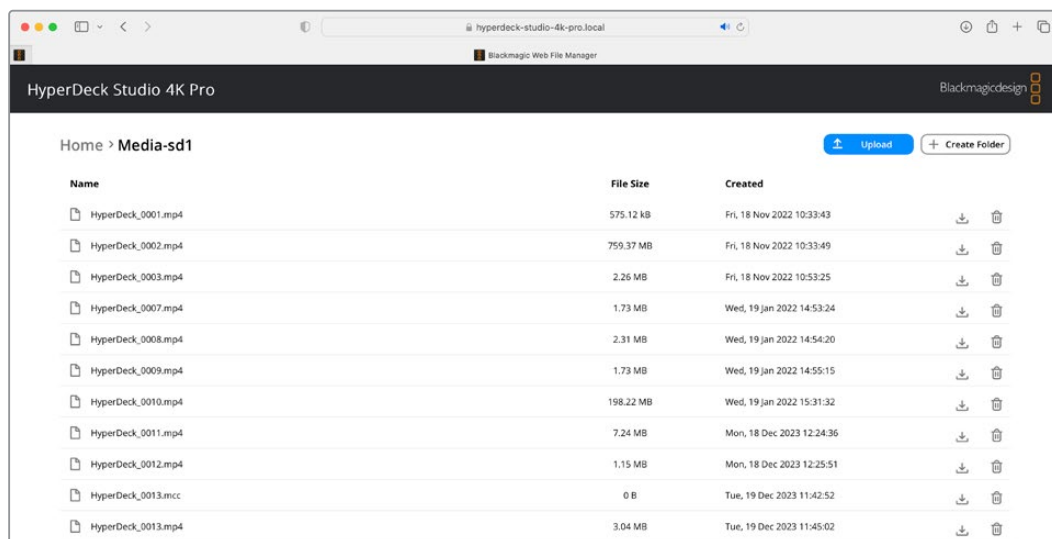 hyperdeck-studio-4k-pro.local
Blackmagic Web File Manager
HyperDeck Studio 4K Pro
Blackmagicdesign
Home > Media-sd1
Upload
+ Create Folder
Name File Size Created
HyperDeck_0001.mp4 575.12 kB Fri, 18 Nov 2022 10:33:43
HyperDeck_0002.mp4 759.37 MB Fri, 18 Nov 2022 10:33:49
HyperDeck_0003.mp4 2.26 MB Fri, 18 Nov 2022 10:53:25
HyperDeck_0007.mp4 1.73 MB Wed, 19 Jan 2022 14:53:24
HyperDeck_0008.mp4 2.31 MB Wed, 19 Jan 2022 14:54:20
HyperDeck_0009.mp4 1.73 MB Wed, 19 Jan 2022 14:55:15
HyperDeck_0010.mp4 198.22 MB Wed, 19 Jan 2022 15:31:32
HyperDeck_0011.mp4 7.24 MB Mon, 18 Dec 2023 12:24:36
HyperDeck_0012.mp4 1.15 MB Mon, 18 Dec 2023 12:25:51
HyperDeck_0013.mcc 0 B Tue, 19 Dec 2023 11:42:52
HyperDeck_0013.mp4 3.04 MB Tue, 19 Dec 2023 11:45:02